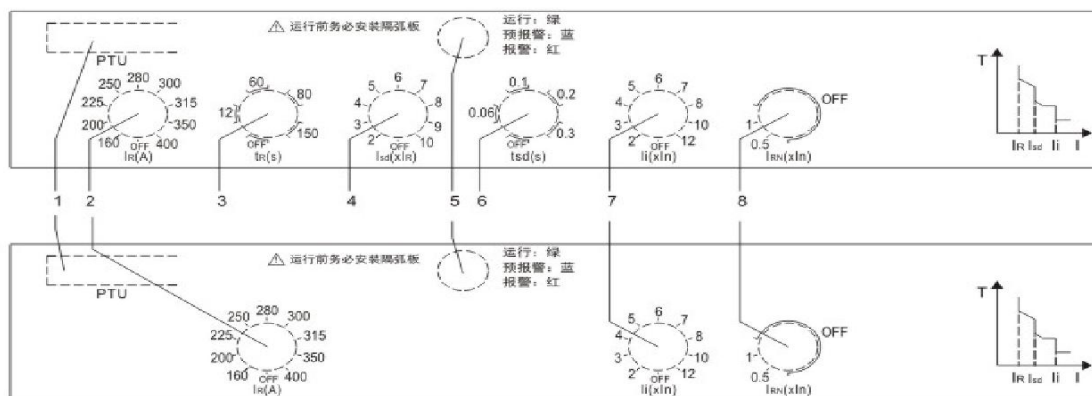 ⚠ 运行前务必安装隔弧板
运行：绿
预报警：蓝
报警：红
PTU
160 200 225 250 280 300 315 350 400 OFF
IR(A)
12 60 80 150 OFF
tR(s)
2 3 4 5 6 7 8 9 10 OFF
Isd(xIR)
0.06 0.1 0.2 0.3 OFF
tsd(s)
2 3 4 5 6 7 8 10 12 OFF
Ii(xIn)
0.5 1 OFF
IRN(xIn)
T
IR Isd Ii I
1 2 3 4 5 6 7 8
⚠ 运行前务必安装隔弧板
运行：绿
预报警：蓝
报警：红
PTU
160 200 225 250 280 300 315 350 400 OFF
IR(A)
2 3 4 5 6 7 8 10 12 OFF
Ii(xIn)
0.5 1 OFF
IRN(xIn)
T
IR Isd Ii I